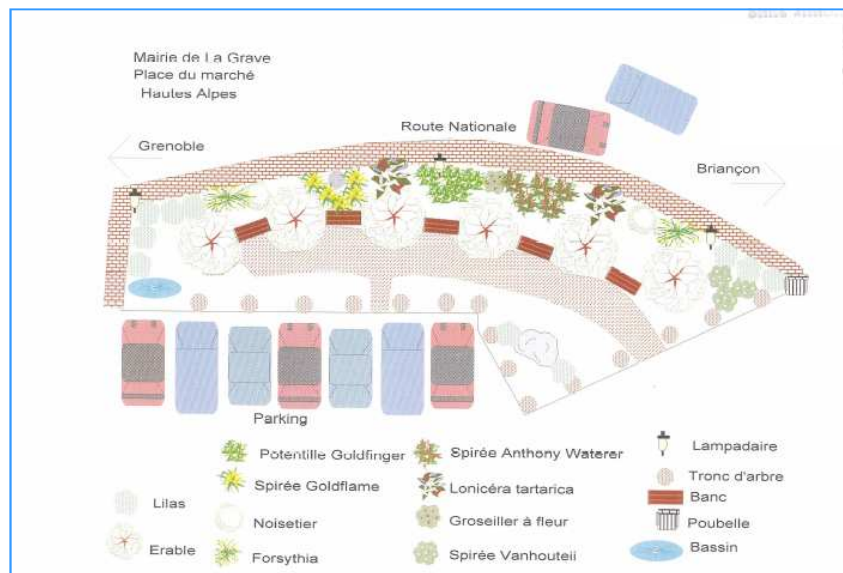 Mairie de La Grave
Place du marché
Hautes Alpes
Route Nationale
Grenoble
Briançon
Parking
Potentille Goldfinger
Spirée Anthony Waterer
Lampadaire
Spirée Goldflame
Lonicéra tartarica
Tronc d'arbre
Banc
Lilas
Noisetier
Groseiller à fleur
Poubelle
Erable
Forsythia
Spirée Vanhouteii
Bassin